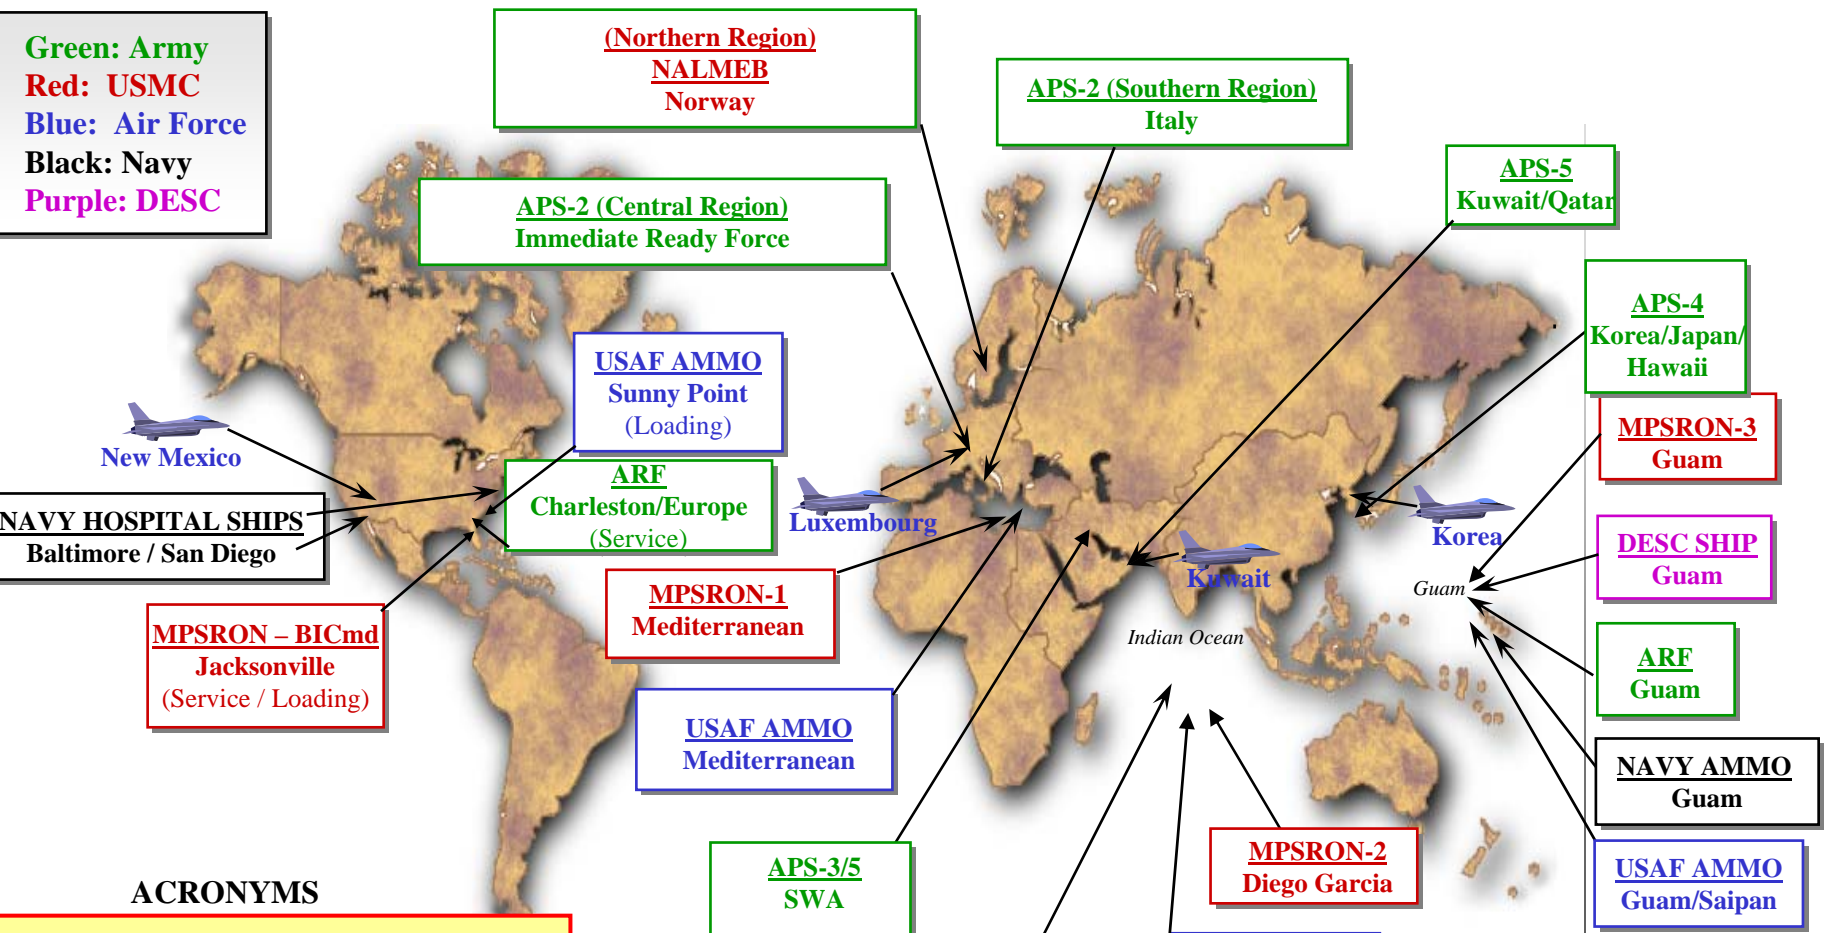 Green: Army
Red: USMC
Blue: Air Force
Black: Navy
Purple: DESC
(Northern Region)
NALMEB
Norway
APS-2 (Southern Region)
Italy
APS-5
Kuwait/Qatar
APS-2 (Central Region)
Immediate Ready Force
APS-4
Korea/Japan/
Hawaii
USAF AMMO
Sunny Point
(Loading)
New Mexico
MPSRON-3
Guam
ARF
Charleston/Europe
(Service)
NAVY HOSPITAL SHIPS
Baltimore / San Diego
Luxembourg
Korea
Kuwait
DESC SHIP
Guam
Guam
MPSRON-1
Mediterranean
Indian Ocean
MPSRON – BICmd
Jacksonville
(Service / Loading)
ARF
Guam
USAF AMMO
Mediterranean
NAVY AMMO
Guam
MPSRON-2
Diego Garcia
USAF AMMO
Guam/Saipan
APS-3/5
SWA
ACRONYMS